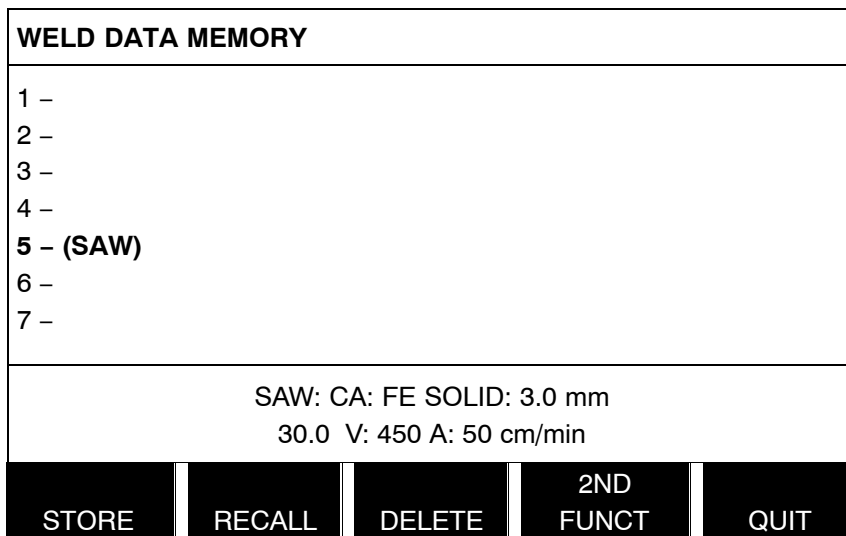 WELD DATA MEMORY
1 –
2 –
3 –
4 –
5 – (SAW)
6 –
7 –
SAW: CA: FE SOLID: 3.0 mm
30.0 V: 450 A: 50 cm/min
2ND
STORE RECALL DELETE FUNCT QUIT